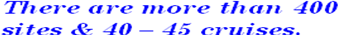 There are more than 400
sites & 40 – 45 cruises.